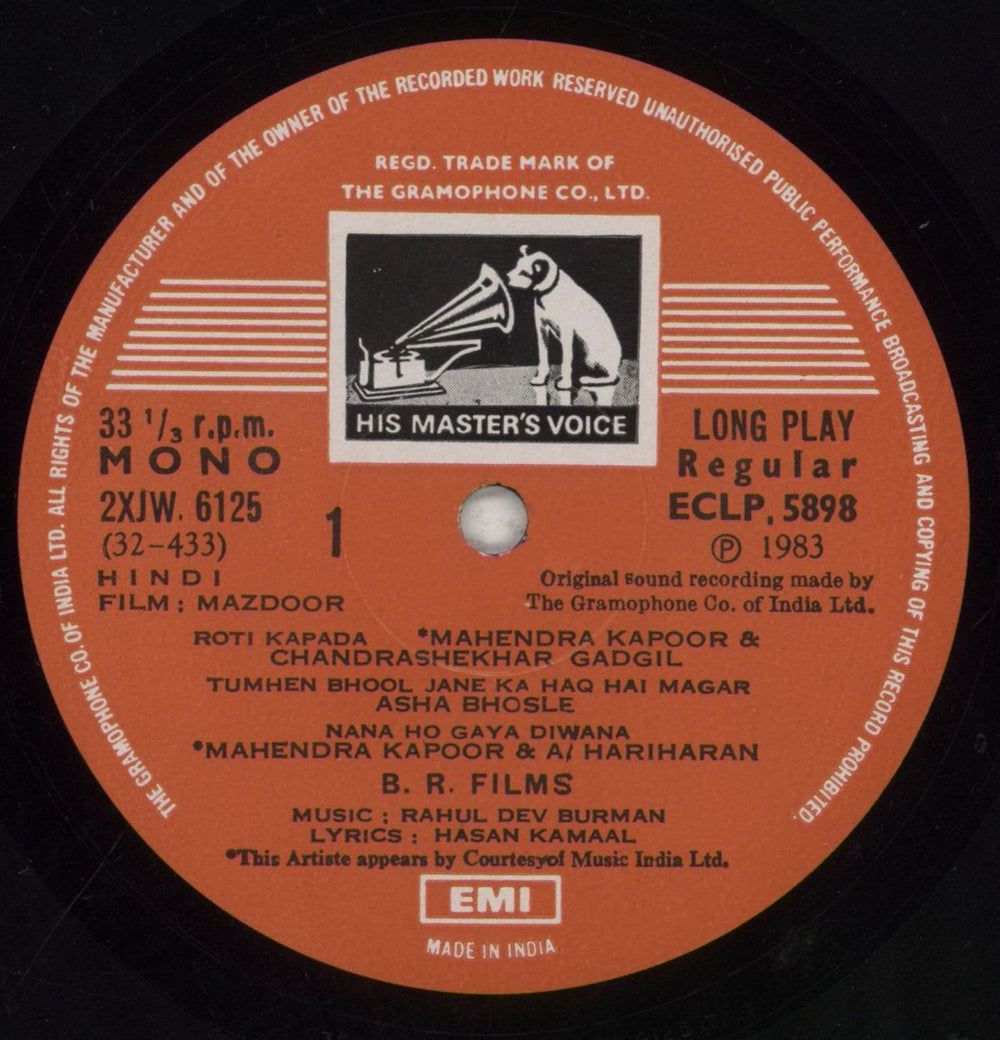 THE GRAMOPHONE CO. OF INDIA LTD. ALL RIGHTS OF THE MANUFACTURER AND OF THE OWNER OF THE RECORDED WORK RESERVED UNAUTHORISED PUBLIC PERFORMANCE BROADCASTING AND COPYING OF THIS RECORD PROHIBITED.
REGD. TRADE MARK OF
THE GRAMOPHONE CO., LTD.
HIS MASTER'S VOICE
33 1/3 r.p.m.
MONO
2XJW. 6125
(32-433)
1
HINDI
FILM : MAZDOOR
LONG PLAY
Regular
ECLP. 5898
Ⓟ 1983
Original sound recording made by
The Gramophone Co. of India Ltd.
ROTI KAPADA *MAHENDRA KAPOOR &
CHANDRASHEKHAR GADGIL
TUMHEN BHOOL JANE KA HAQ HAI MAGAR
ASHA BHOSLE
NANA HO GAYA DIWANA
*MAHENDRA KAPOOR & A/ HARIHARAN
B. R. FILMS
MUSIC ; RAHUL DEV BURMAN
LYRICS : HASAN KAMAAL
*This Artiste appears by Courtesyof Music India Ltd.
EMI
MADE IN INDIA